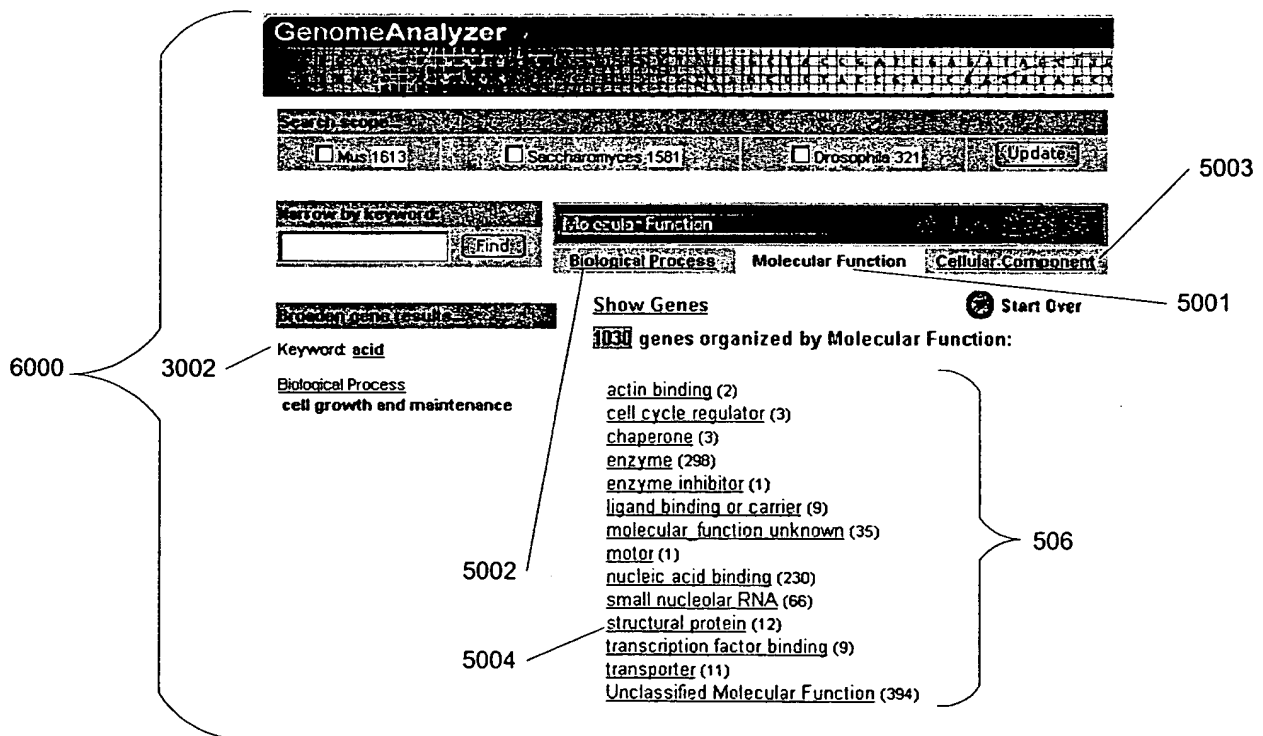 GenomeAnalyzer
Search scope
Mus 1613
Saccharomyces 1581
Drosophila 321
Update
5003
Narrow by keyword:
Find
Molecular Function
Biological Process
Molecular Function
Cellular Component
Show Genes
Start Over
5001
Broaden gene results
1030 genes organized by Molecular Function:
6000
3002
Keyword: acid
Biological Process
cell growth and maintenance
actin binding (2)
cell cycle regulator (3)
chaperone (3)
enzyme (298)
enzyme inhibitor (1)
ligand binding or carrier (9)
molecular_function unknown (35)
506
motor (1)
5002
nucleic acid binding (230)
small nucleolar RNA (66)
structural protein (12)
5004
transcription factor binding (9)
transporter (11)
Unclassified Molecular Function (394)